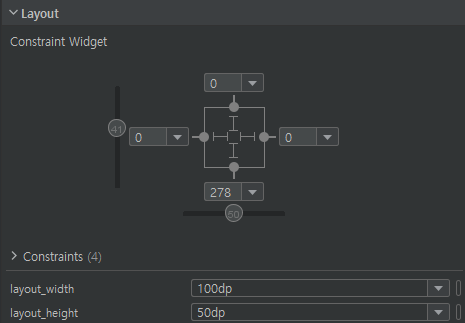 Layout
Constraint Widget
0
41
0
0
278
50
Constraints (4)
layout_width
100dp
layout_height
50dp